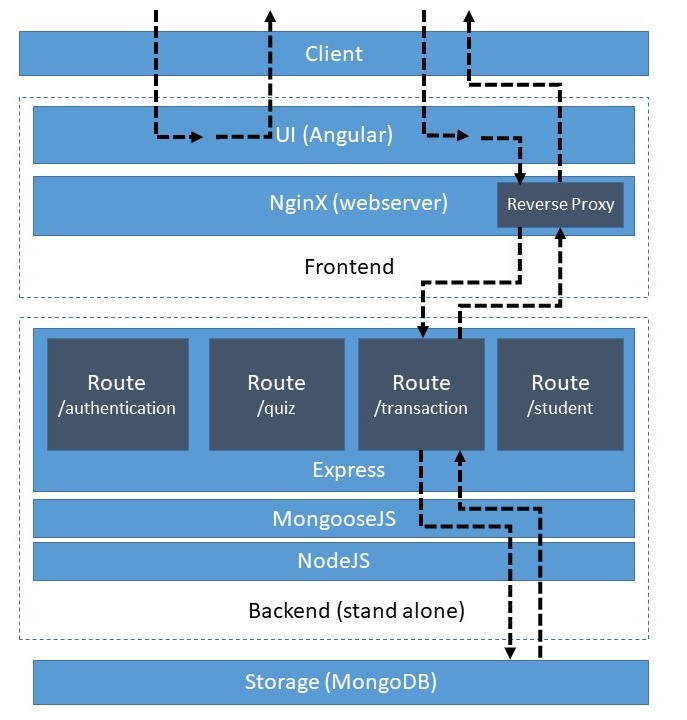 Client
UI (Angular)
NginX (webserver)
Reverse Proxy
Frontend
Route
/authentication
Route
/quiz
Route
/transaction
Route
/student
Express
MongooseJS
NodeJS
Backend (stand alone)
Storage (MongoDB)